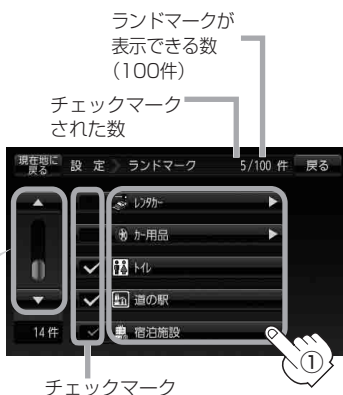 ランドマークが
表示できる数
（100件）
チェックマーク
された数
現在地に
戻る
設 定 ランドマーク 5/100 件 戻る
レンタカー
カー用品
トイレ
道の駅
宿泊施設
14件
①
チェックマーク